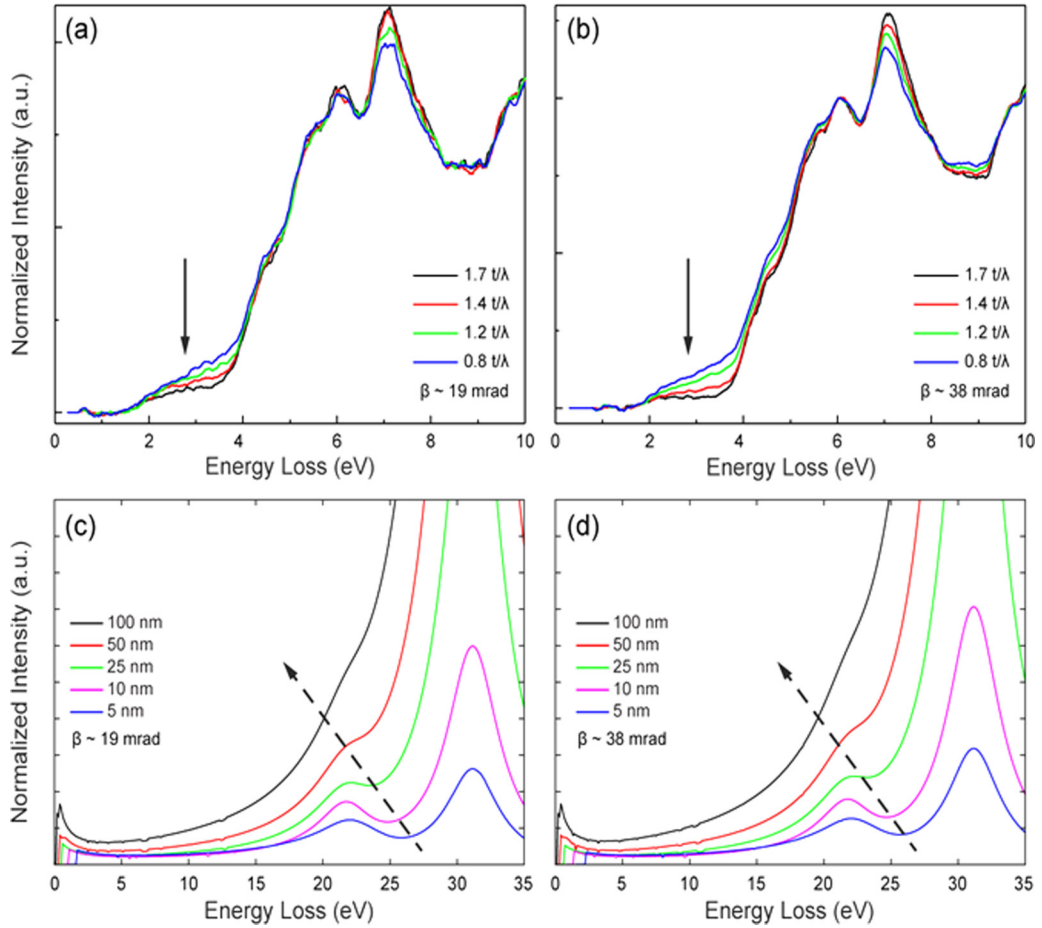 (a)
Normalized Intensity (a.u.)
1.7 t/λ
1.4 t/λ
1.2 t/λ
0.8 t/λ
β ~ 19 mrad
0 2 4 6 8 10
Energy Loss (eV)
(b)
1.7 t/λ
1.4 t/λ
1.2 t/λ
0.8 t/λ
β ~ 38 mrad
0 2 4 6 8 10
Energy Loss (eV)
(c)
Normalized Intensity (a.u.)
100 nm
50 nm
25 nm
10 nm
5 nm
β ~ 19 mrad
0 5 10 15 20 25 30 35
Energy Loss (eV)
(d)
100 nm
50 nm
25 nm
10 nm
5 nm
β ~ 38 mrad
0 5 10 15 20 25 30 35
Energy Loss (eV)